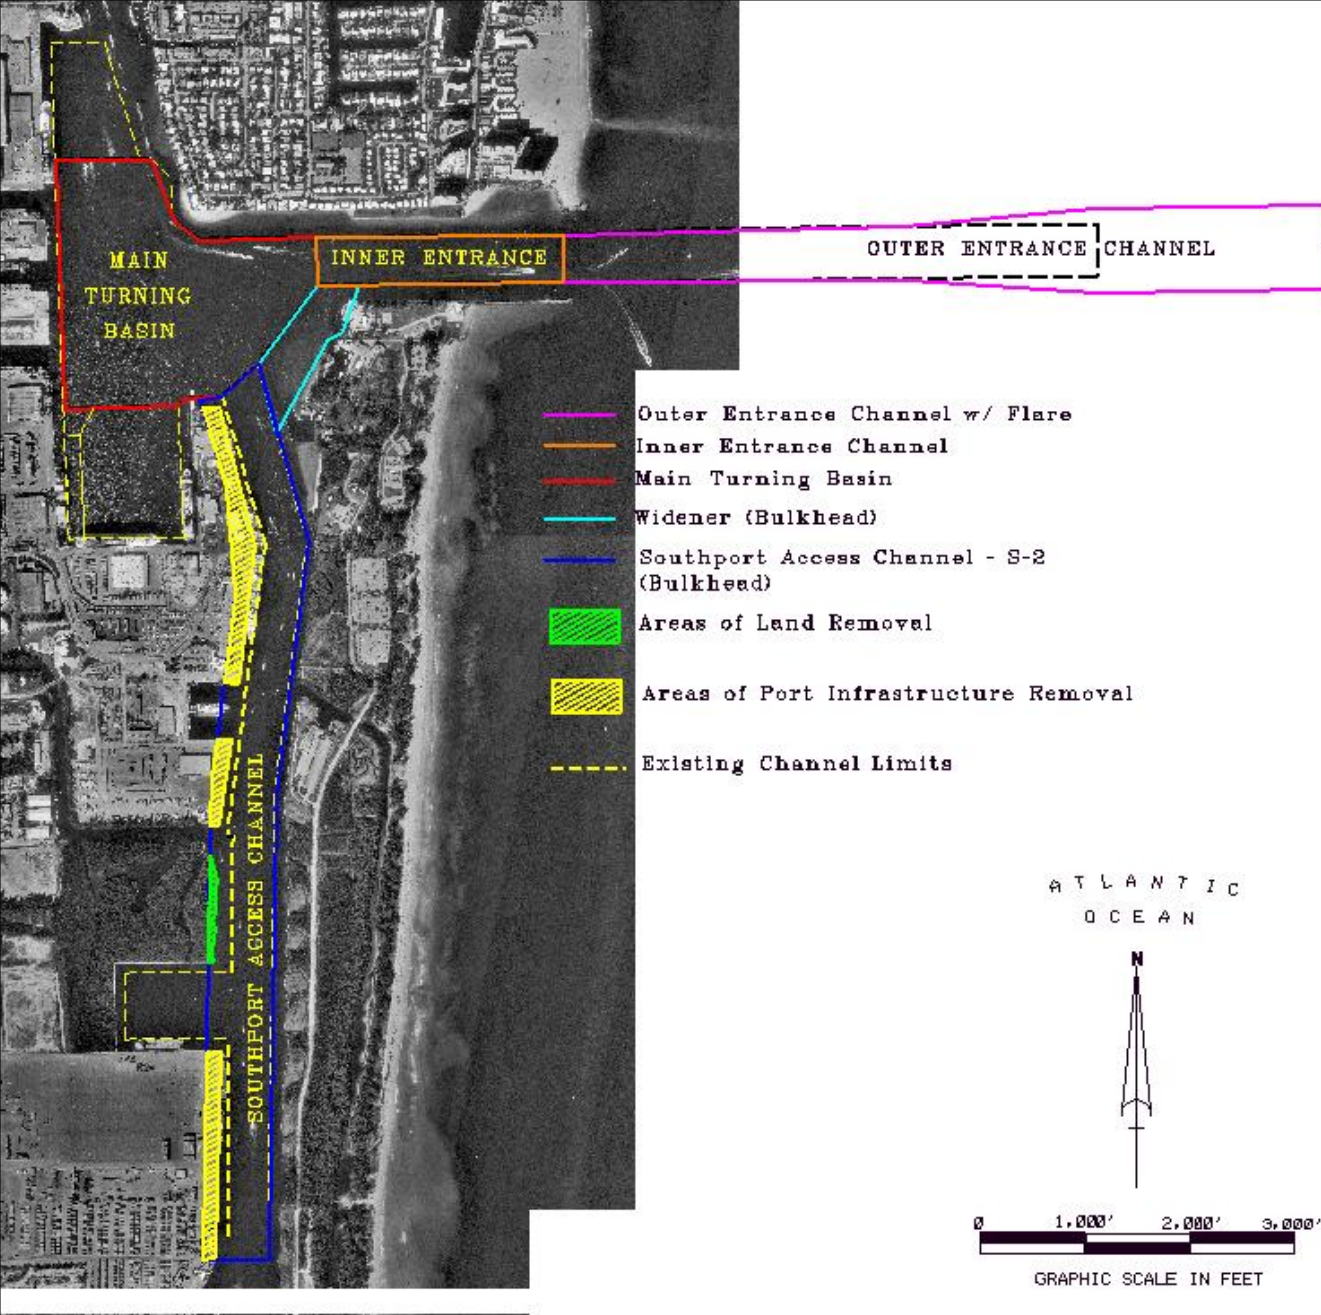 MAIN
TURNING
BASIN
INNER ENTRANCE
OUTER ENTRANCE CHANNEL
Outer Entrance Channel w/ Flare
Inner Entrance Channel
Main Turning Basin
Widener (Bulkhead)
Southport Access Channel - S-2
(Bulkhead)
Areas of Land Removal
Areas of Port Infrastructure Removal
Existing Channel Limits
SOUTHPORT ACCESS CHANNEL
ATLANTIC
OCEAN
N
0 1,000' 2,000' 3,000'
GRAPHIC SCALE IN FEET